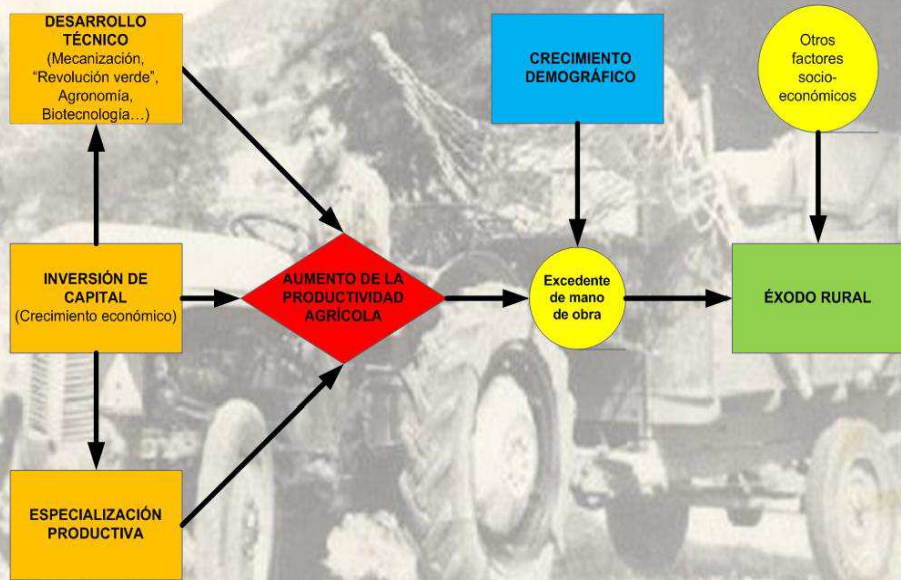 DESARROLLO
TÉCNICO
(Mecanización,
"Revolución verde",
Agronomía,
Biotecnología...)
CRECIMIENTO
DEMOGRÁFICO
Otros
factores
socio-
económicos
INVERSIÓN DE
CAPITAL
(Crecimiento económico)
AUMENTO DE LA
PRODUCTIVIDAD
AGRÍCOLA
Excedente
de mano
de obra
ÉXODO RURAL
ESPECIALIZACIÓN
PRODUCTIVA